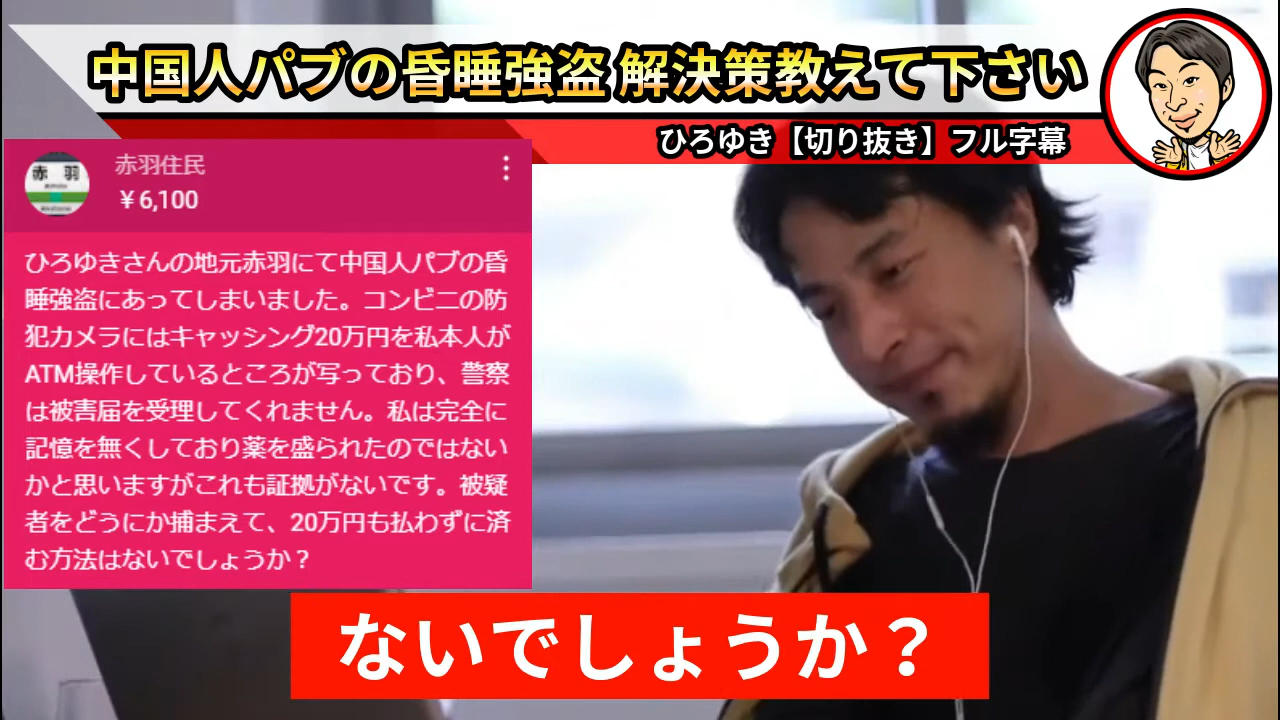 中国人パブの昏睡強盗 解決策教えて下さい
ひろゆき【切り抜き】フル字幕
赤 羽
赤羽住民
￥6,100
ひろゆきさんの地元赤羽にて中国人パブの昏
睡強盗にあってしまいました。コンビニの防
犯カメラにはキャッシング20万円を私本人が
ATM操作しているところが写っており、警察
は被害届を受理してくれません。私は完全に
記憶を無くしており薬を盛られたのではない
かと思いますがこれも証拠がないです。被疑
者をどうにか捕まえて、20万円も払わずに済
む方法はないでしょうか？
ないでしょうか？